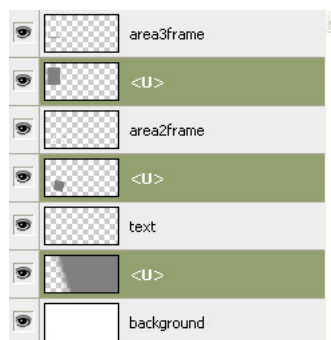 area3frame
<U>
area2frame
<U>
text
<U>
background